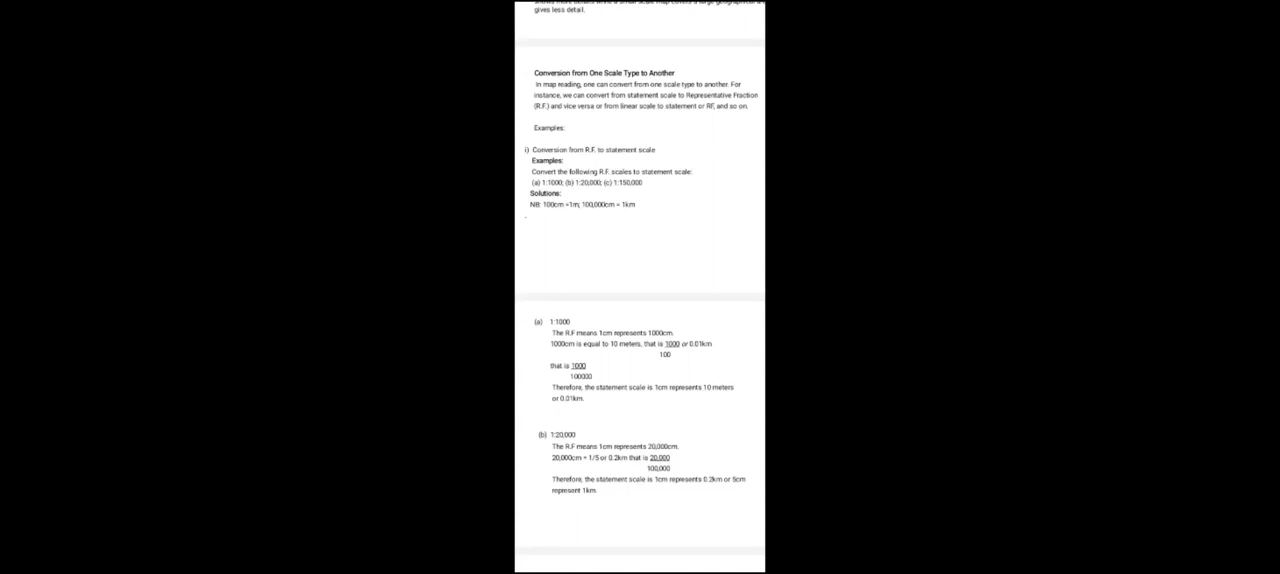 gives less detail.
Conversion from One Scale Type to Another
In map reading, one can convert from one scale type to another. For
instance, we can convert from statement scale to Representative Fraction
(R.F.) and vice versa or from linear scale to statement or RF, and so on.
Examples:
i) Conversion from R.F. to statement scale
Examples:
Convert the following R.F. scales to statement scale:
(a) 1:1000; (b) 1:20,000; (c) 1:150,000
Solutions:
NB: 100cm =1m; 100,000cm = 1km
(a) 1:1000
The R.F means 1cm represents 1000cm.
1000cm is equal to 10 meters, that is 1000 or 0.01km
100
that is 1000
100000
Therefore, the statement scale is 1cm represents 10 meters
or 0.01km.
(b) 1:20,000
The R.F means 1cm represents 20,000cm.
20,000cm = 1/5 or 0.2km that is 20,000
100,000
Therefore, the statement scale is 1cm represents 0.2km or 5cm
represent 1km.